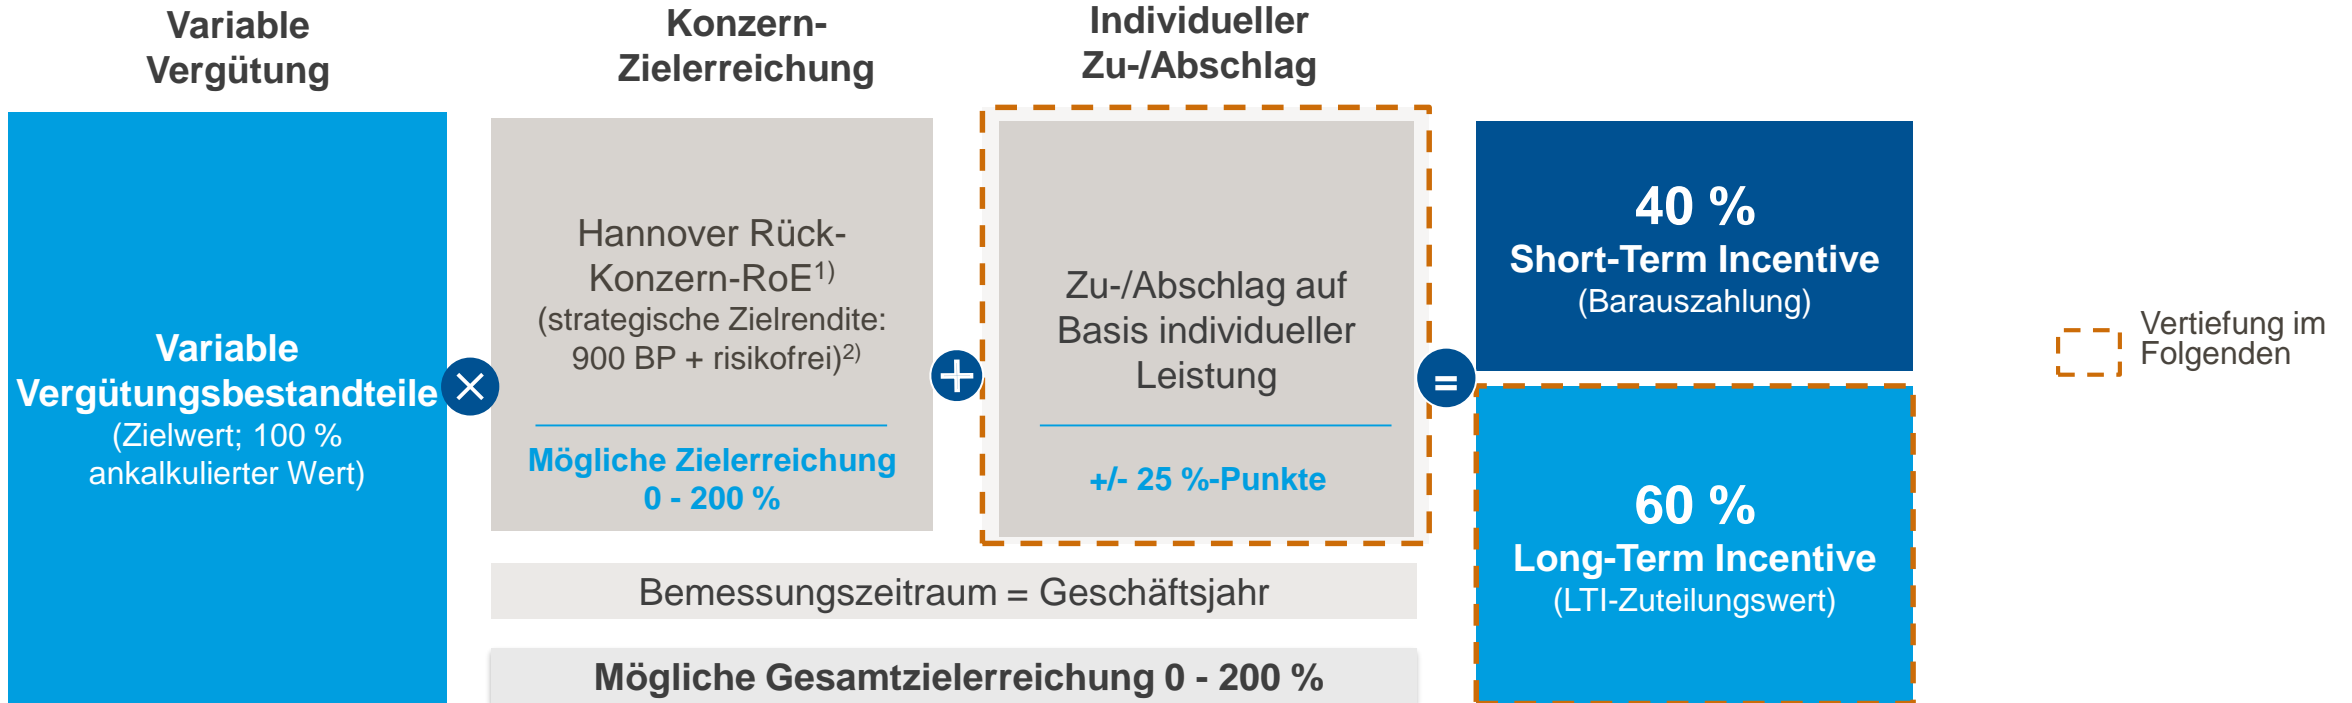 Variable
Vergütung
Konzern-
Zielerreichung
Individueller
Zu-/Abschlag
Variable
Vergütungsbestandteile
(Zielwert; 100 %
ankalkulierter Wert)
×
Hannover Rück-
Konzern-RoE1)
(strategische Zielrendite:
900 BP + risikofrei)2)
Mögliche Zielerreichung
0 - 200 %
+
Zu-/Abschlag auf
Basis individueller
Leistung
+/- 25 %-Punkte
=
40 %
Short-Term Incentive
(Barauszahlung)
60 %
Long-Term Incentive
(LTI-Zuteilungswert)
Vertiefung im
Folgenden
Bemessungszeitraum = Geschäftsjahr
Mögliche Gesamtzielerreichung 0 - 200 %